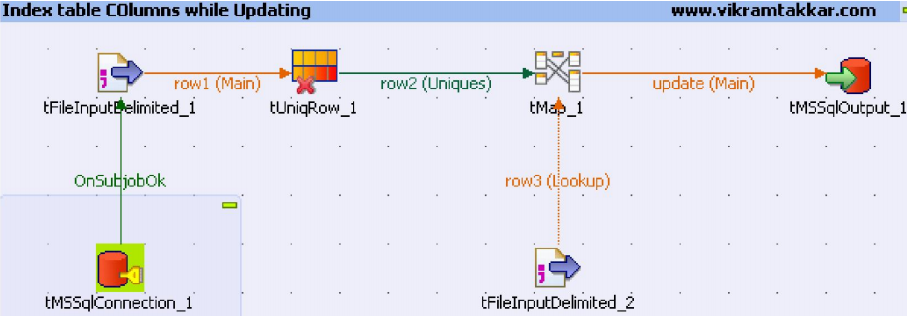 Index table COlumns while Updating www.vikramtakkar.com
row1 (Main) row2 (Uniques) update (Main)
tFileInputDelimited_1 tUniqRow_1 tMap_1 tMSSqlOutput_1
OnSubjobOk row3 (Lookup)
tMSSqlConnection_1 tFileInputDelimited_2